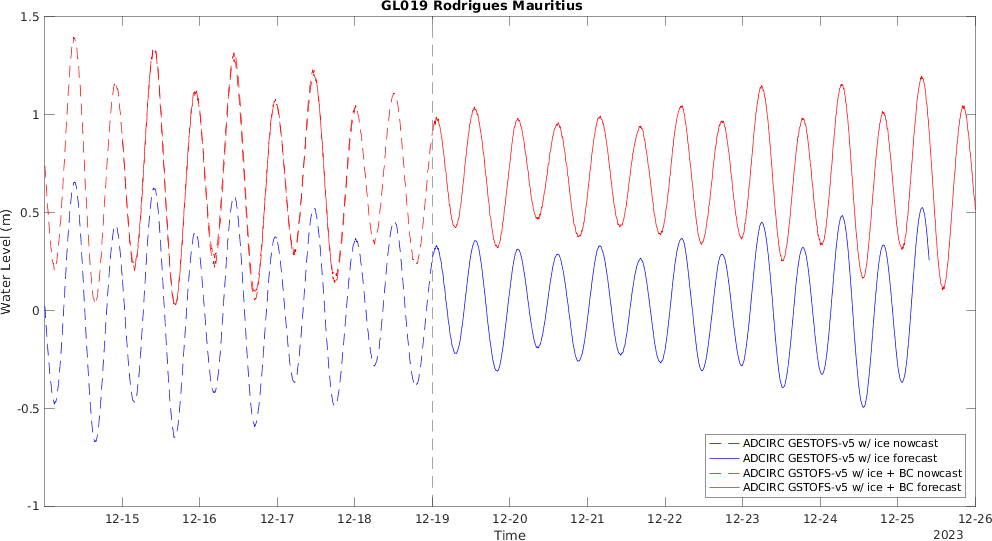 GL019 Rodrigues Mauritius
1.5
1
0.5
0
-0.5
-1
Water Level (m)
12-15 12-16 12-17 12-18 12-19 12-20 12-21 12-22 12-23 12-24 12-25 12-26
Time
2023
ADCIRC GESTOFS-v5 w/ ice nowcast
ADCIRC GESTOFS-v5 w/ ice forecast
ADCIRC GSTOFS-v5 w/ ice + BC nowcast
ADCIRC GSTOFS-v5 w/ ice + BC forecast